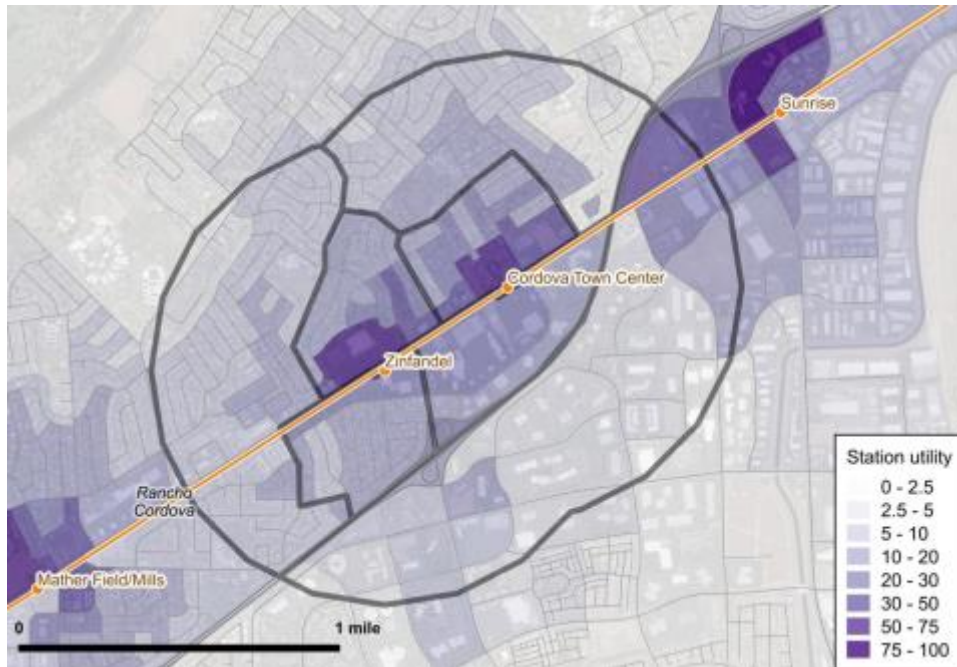 Sunrise
Cordova Town Center
Zinfandel
Rancho
Cordova
Mather Field/Mills
0
1 mile
Station utility
0 - 2.5
2.5 - 5
5 - 10
10 - 20
20 - 30
30 - 50
50 - 75
75 - 100